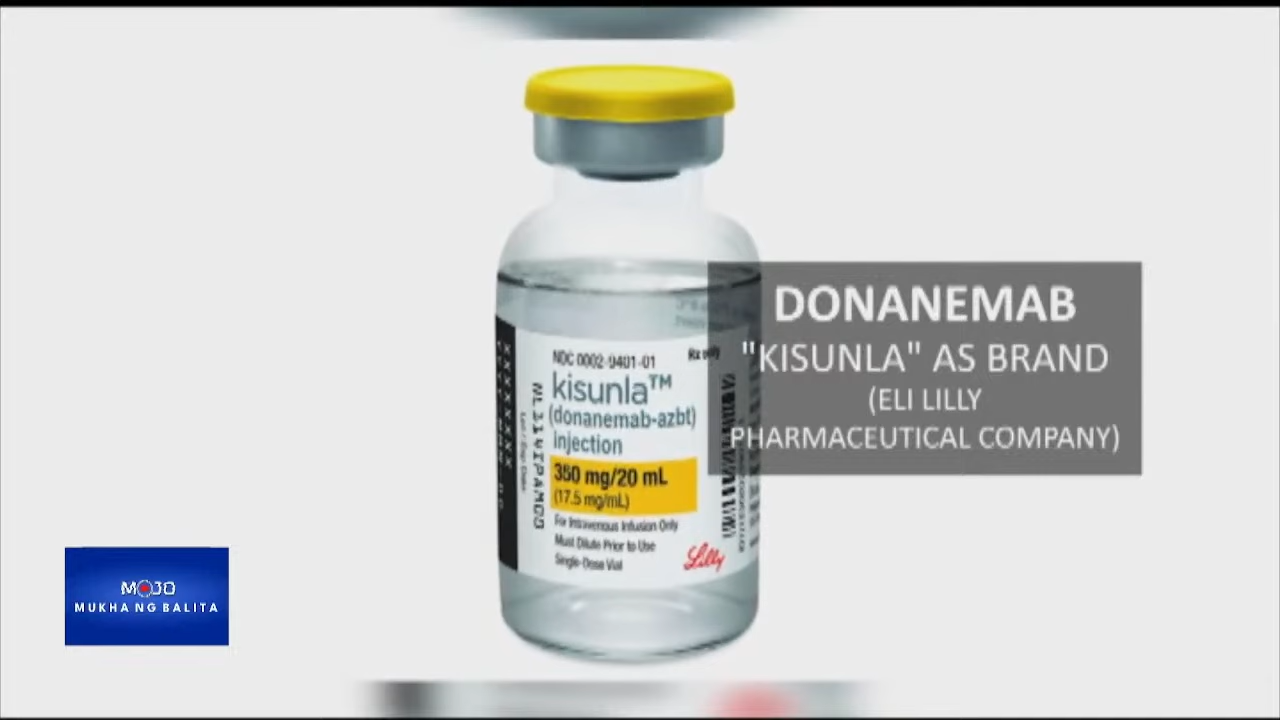 NDC 0002-9401-01
Rx only
kisunla™
(donanemab-azbt)
injection
350 mg/20 mL
(17.5 mg/mL)
For Intravenous Infusion Only
Must Dilute Prior to Use
Single-Dose Vial
Lilly
DONANEMAB
"KISUNLA" AS BRAND
(ELI LILLY
PHARMACEUTICAL COMPANY)
MOJO
MUKHA NG BALITA